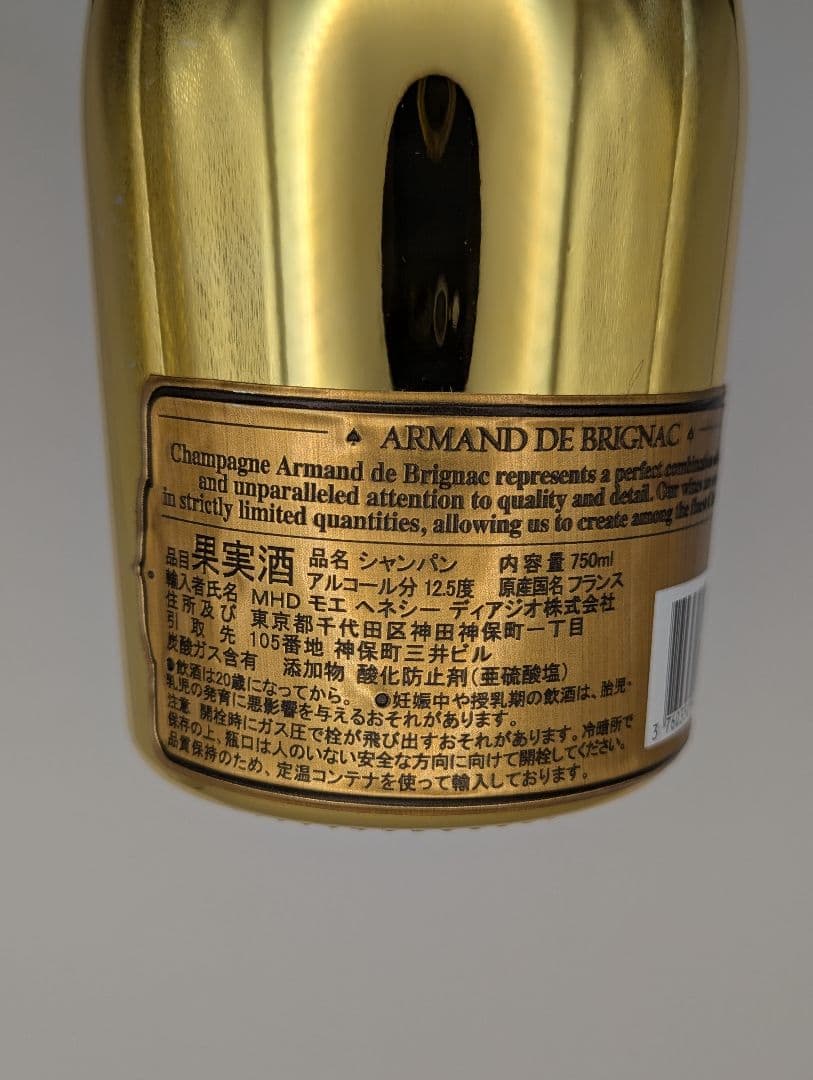 ♠ ARMAND DE BRIGNAC ♠
Champagne Armand de Brignac represents a perfect combination
and unparalleled attention to quality and detail. Our wines are
in strictly limited quantities, allowing us to create among the finest
品目果実酒 品名 シャンパン 内容量 750ml
アルコール分 12.5度 原産国名 フランス
輸入者氏名 MHD モエ ヘネシー ディアジオ株式会社
住所及び 東京都千代田区神田神保町一丁目
引取先 105番地 神保町三井ビル
炭酸ガス含有 添加物 酸化防止剤(亜硫酸塩)
●飲酒は20歳になってから。 ●妊娠中や授乳期の飲酒は、胎児・
乳児の発育に悪影響を与えるおそれがあります。
注意 開栓時にガス圧で栓が飛び出すおそれがあります。冷暗所で
保存の上、瓶口は人のいない安全な方向に向けて開栓してください。
品質保持のため、定温コンテナを使って輸入しております。